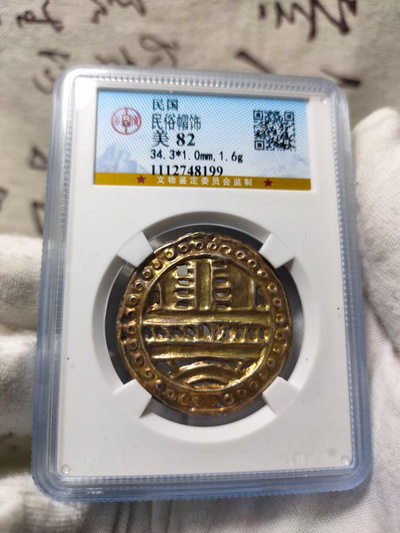 民国
民俗帽饰
美 82
34.3*1.0mm,1.6g
1112748199
★ 文物鉴定委员会监制 ★